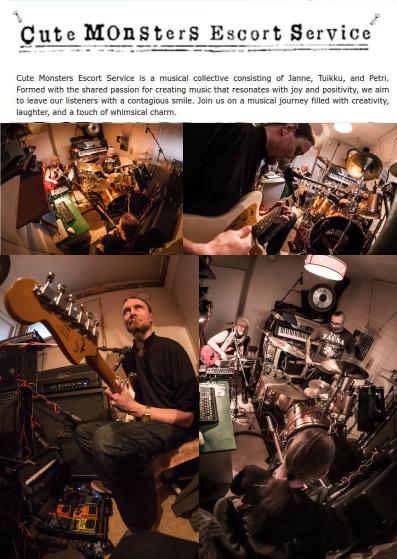 Cute Monsters Escort Service
Cute Monsters Escort Service is a musical collective consisting of Janne, Tuikku, and Petri.
Formed with the shared passion for creating music that resonates with joy and positivity, we aim
to leave our listeners with a contagious smile. Join us on a musical journey filled with creativity,
laughter, and a touch of whimsical charm.